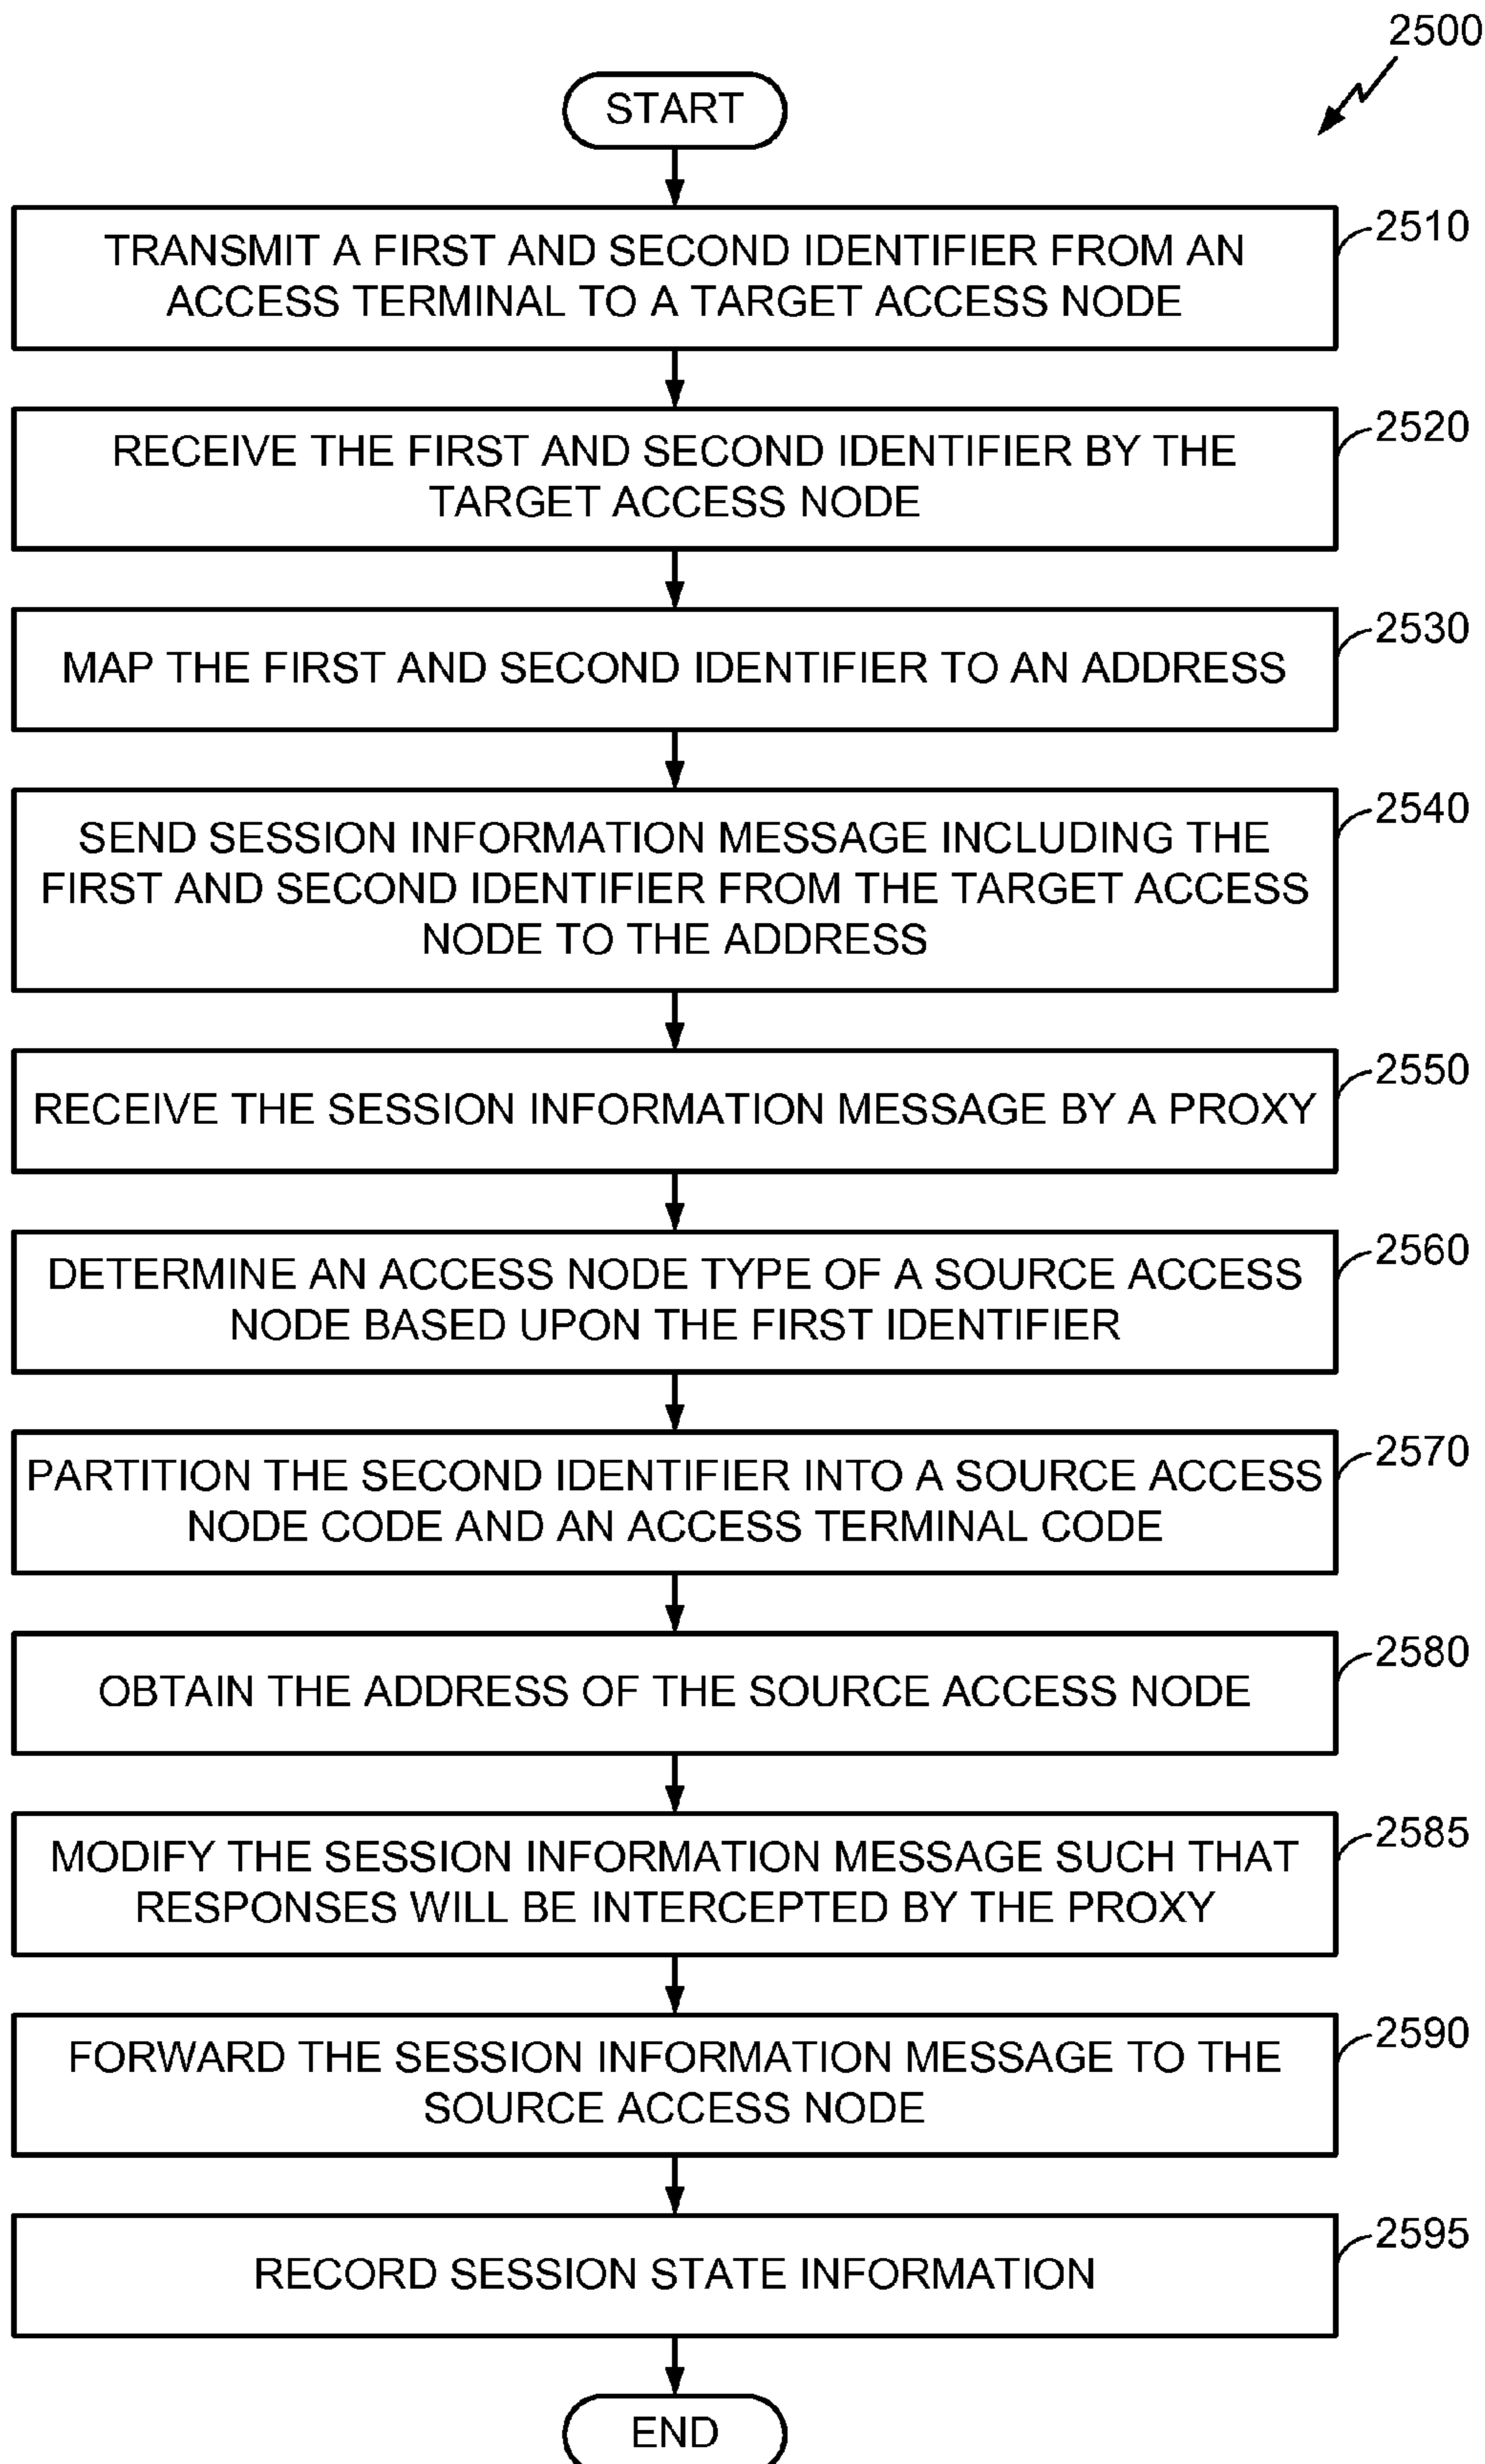 2500
START
2510
TRANSMIT A FIRST AND SECOND IDENTIFIER FROM AN
ACCESS TERMINAL TO A TARGET ACCESS NODE
2520
RECEIVE THE FIRST AND SECOND IDENTIFIER BY THE
TARGET ACCESS NODE
2530
MAP THE FIRST AND SECOND IDENTIFIER TO AN ADDRESS
2540
SEND SESSION INFORMATION MESSAGE INCLUDING THE
FIRST AND SECOND IDENTIFIER FROM THE TARGET ACCESS
NODE TO THE ADDRESS
2550
RECEIVE THE SESSION INFORMATION MESSAGE BY A PROXY
2560
DETERMINE AN ACCESS NODE TYPE OF A SOURCE ACCESS
NODE BASED UPON THE FIRST IDENTIFIER
2570
PARTITION THE SECOND IDENTIFIER INTO A SOURCE ACCESS
NODE CODE AND AN ACCESS TERMINAL CODE
2580
OBTAIN THE ADDRESS OF THE SOURCE ACCESS NODE
2585
MODIFY THE SESSION INFORMATION MESSAGE SUCH THAT
RESPONSES WILL BE INTERCEPTED BY THE PROXY
2590
FORWARD THE SESSION INFORMATION MESSAGE TO THE
SOURCE ACCESS NODE
2595
RECORD SESSION STATE INFORMATION
END